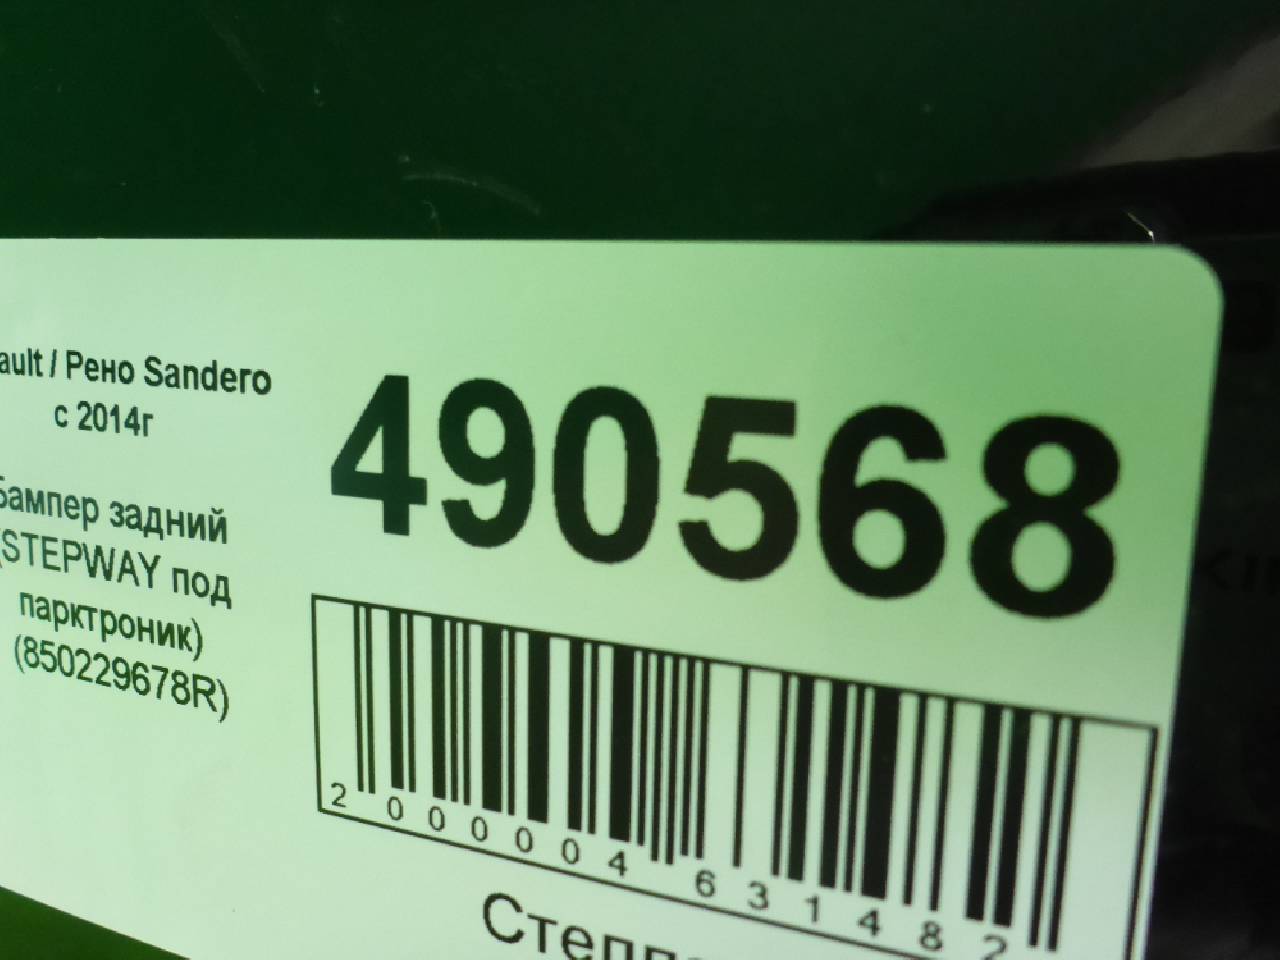 ault / Рено Sandero
с 2014г
490568
Бампер задний
(STEPWAY под
парктроник)
(850229678R)
2 000004 631482